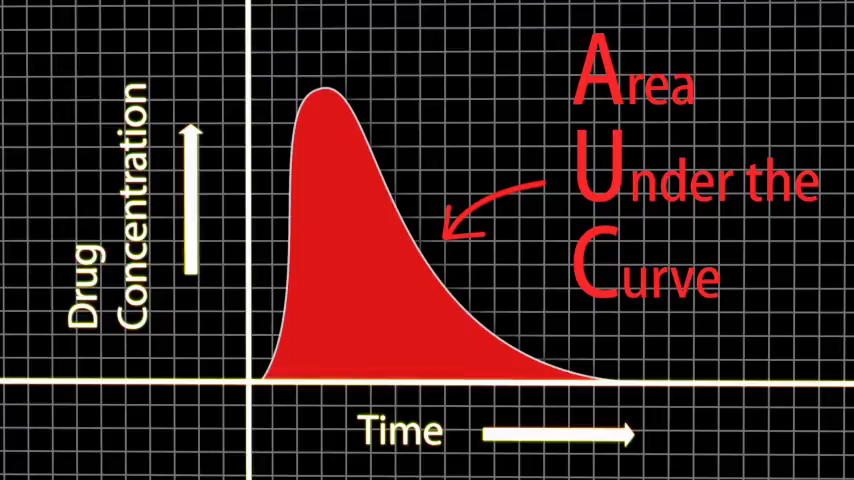 Drug
Concentration
Area
Under the
Curve
Time